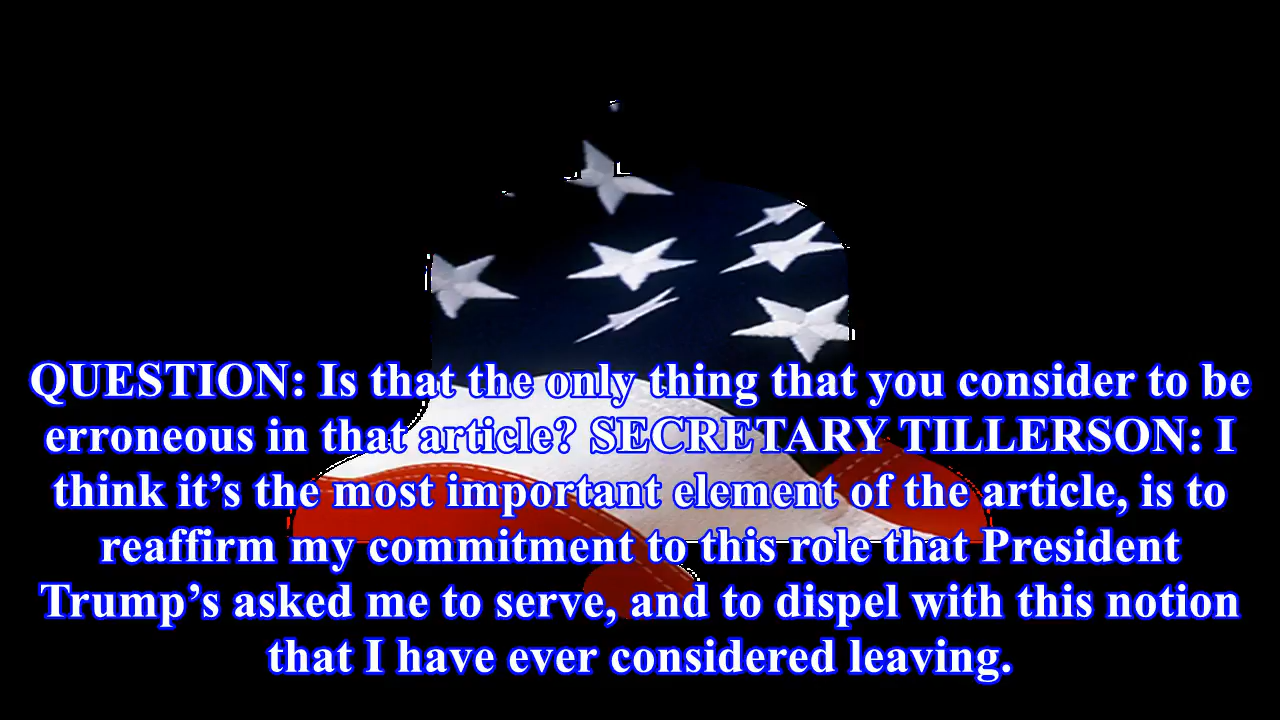 QUESTION: Is that the only thing that you consider to be
erroneous in that article? SECRETARY TILLERSON: I
think it’s the most important element of the article, is to
reaffirm my commitment to this role that President
Trump’s asked me to serve, and to dispel with this notion
that I have ever considered leaving.